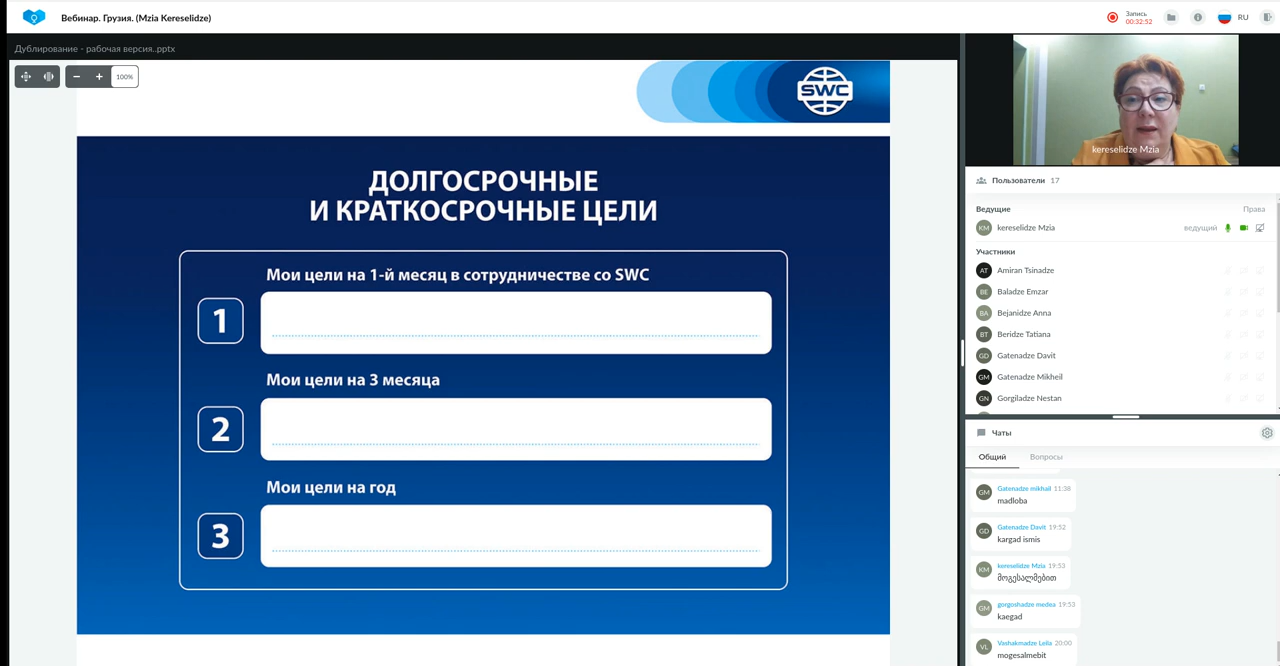 Вебинар. Грузия. (Mzia Kereselidze)
Запись
00:32:52
RU
Дублирование - рабочая версия..pptx
100%
SWC
ДОЛГОСРОЧНЫЕ
И КРАТКОСРОЧНЫЕ ЦЕЛИ
Мои цели на 1-й месяц в сотрудничестве со SWC
1
Мои цели на 3 месяца
2
Мои цели на год
3
kereselidze Mzia
Пользователи 17
Ведущие Права
KM kereselidze Mzia ведущий
Участники
AT Amiran Tsinadze
BE Baladze Emzar
BA Bejanidze Anna
BT Beridze Tatiana
GD Gatenadze Davit
GM Gatenadze Mikheil
GN Gorgiladze Nestan
Чаты
Общий Вопросы
GM Gatenadze mikhail 11:38
madloba
GD Gatenadze Davit 19:52
kargad ismis
KM kereselidze Mzia 19:53
მოგესალმებით
GM gorgoshadze medea 19:53
kaegad
VL Vashakmadze Leila 20:00
mogesalmebit